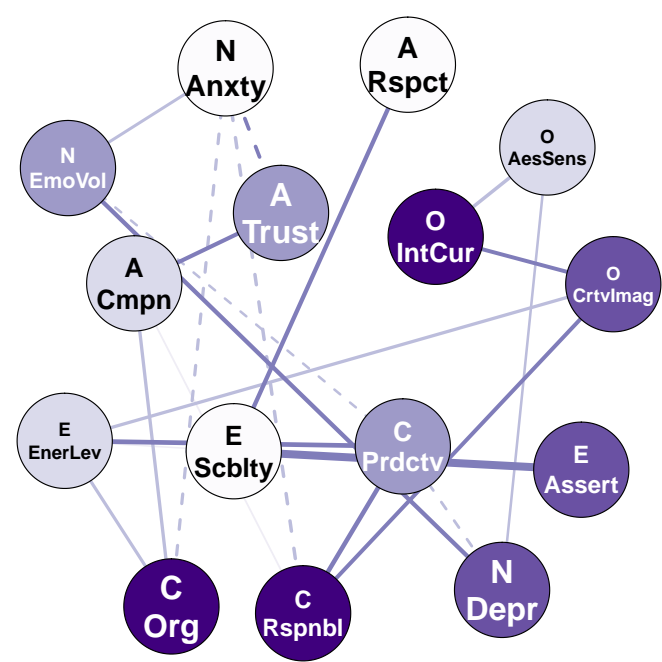 N
Anxty
A
Rspct
O
AesSens
N
EmoVol
A
Trust
O
IntCur
A
Cmpn
O
CrtvImag
E
EnerLev
E
Scblty
C
Prdctv
E
Assert
C
Org
C
Rspnbl
N
Depr